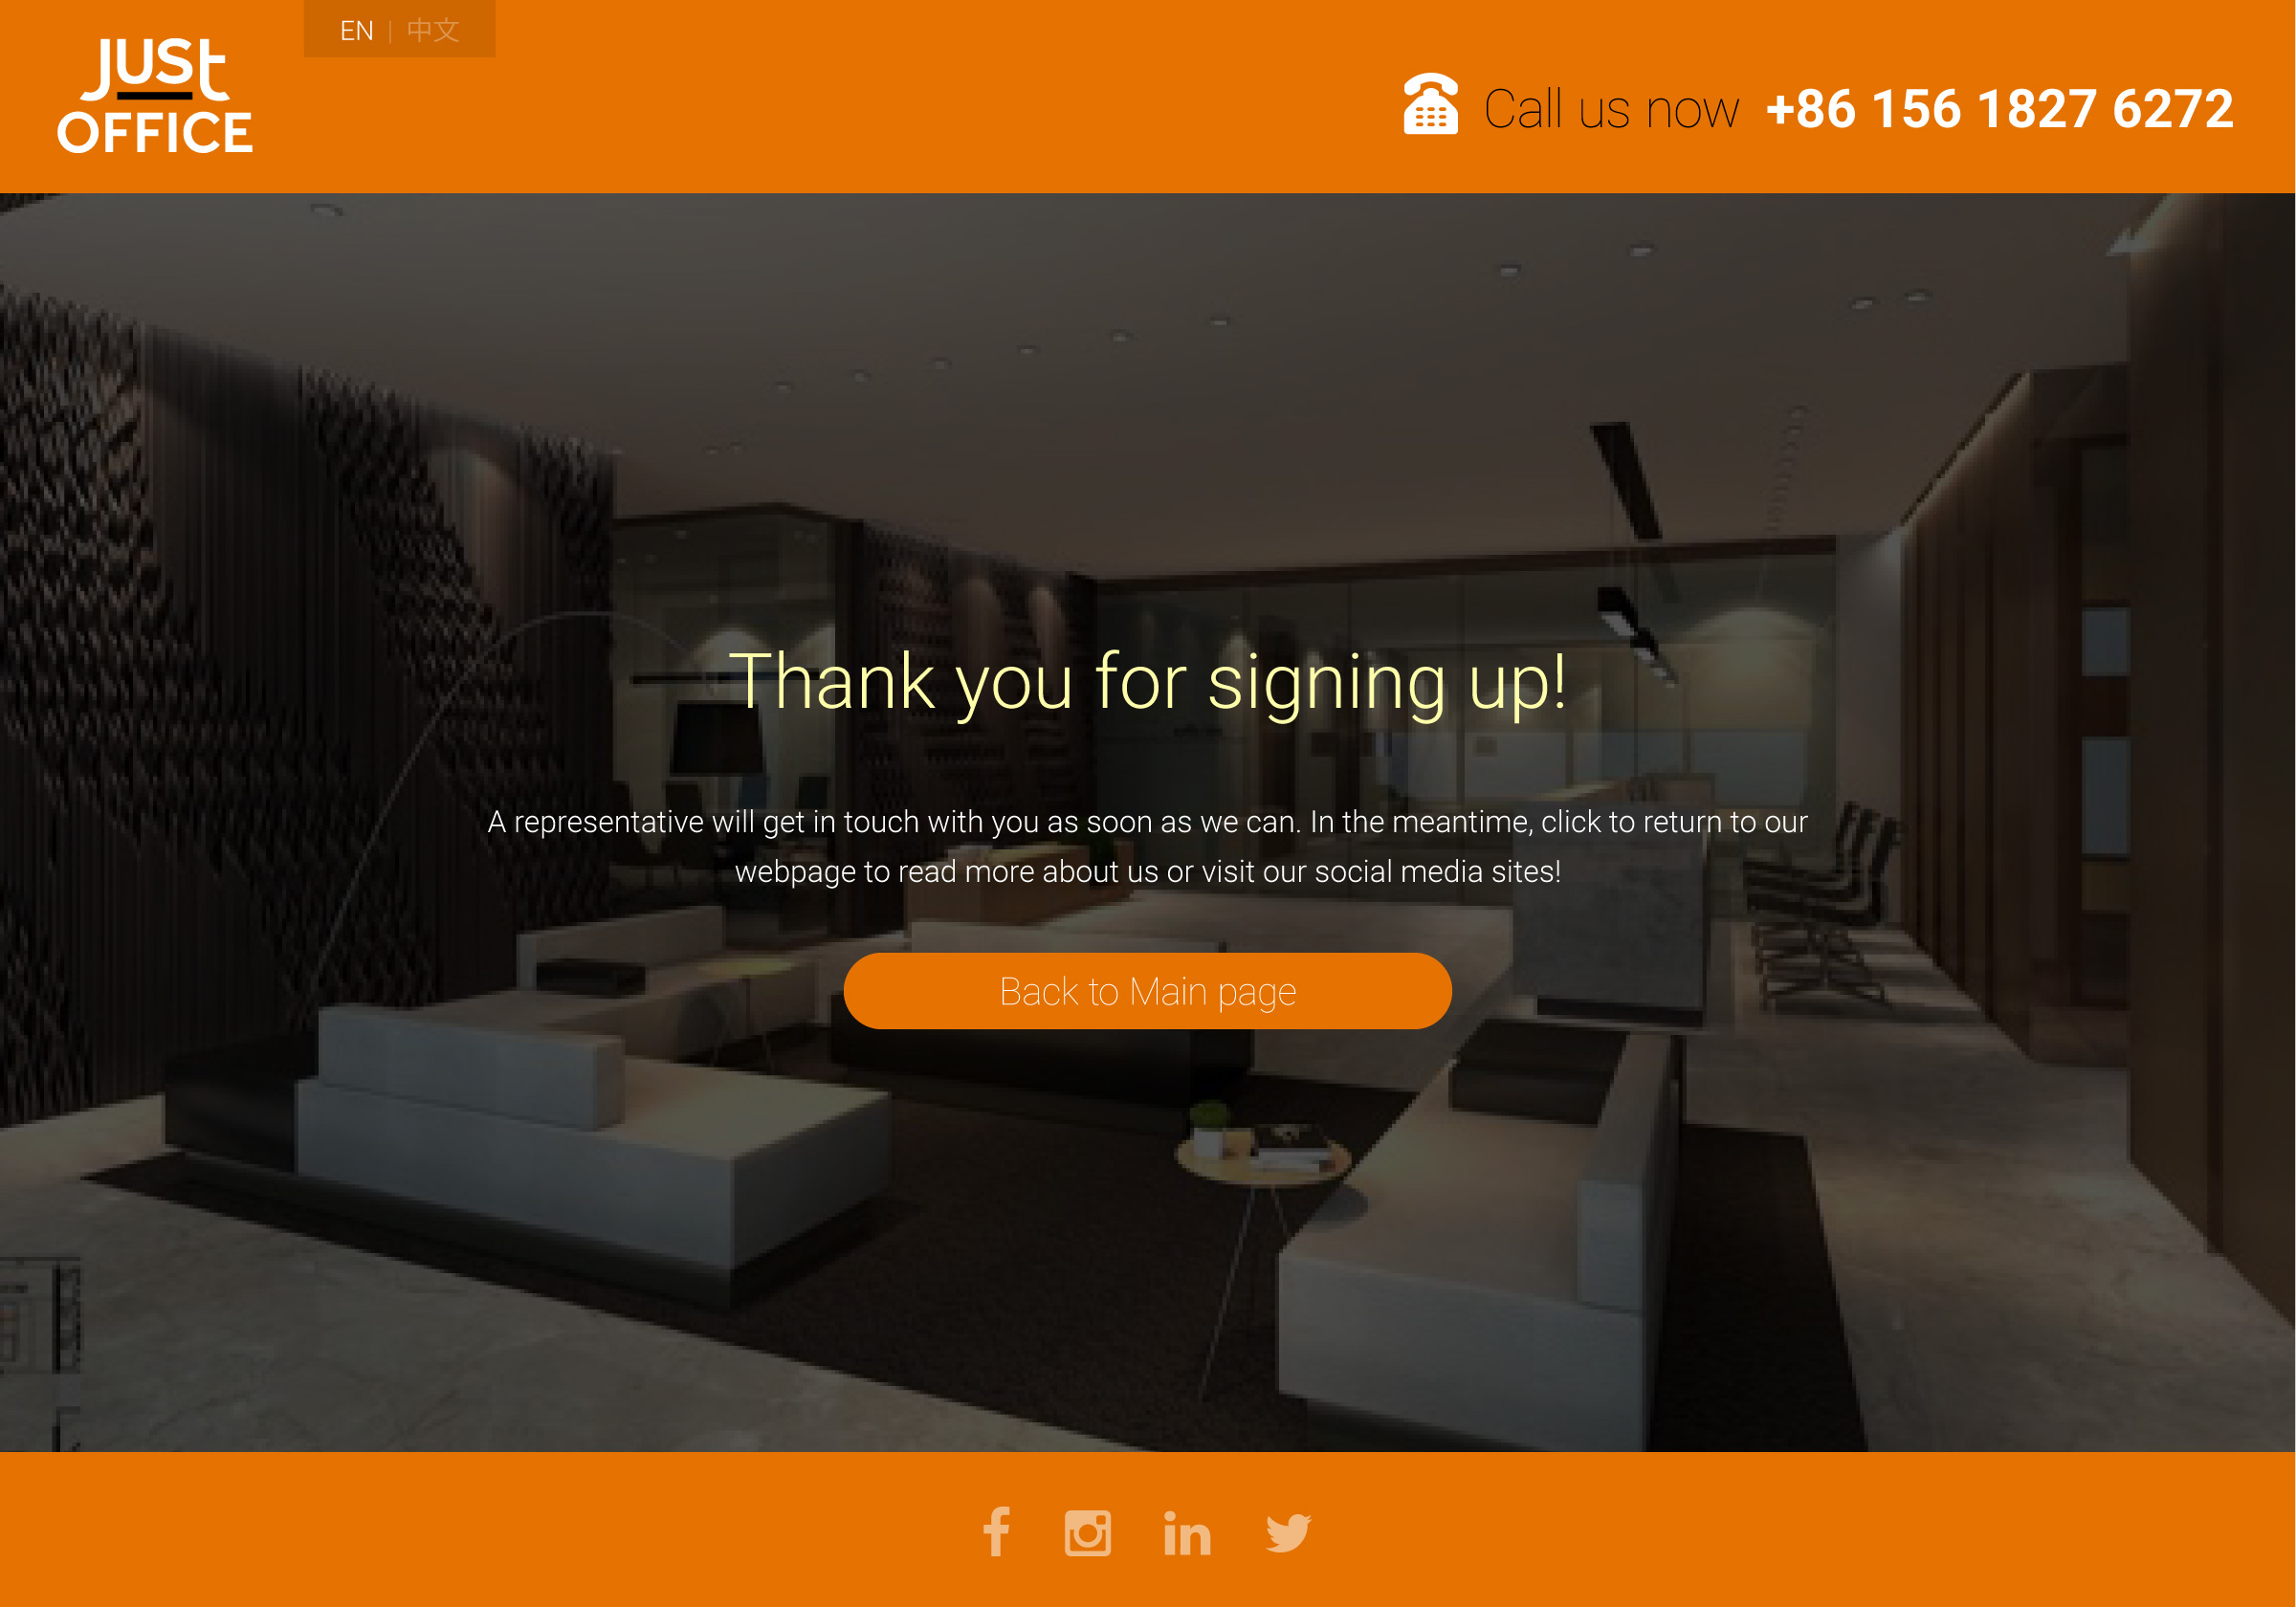 EN | 中文
JUSt
OFFICE
Call us now +86 156 1827 6272
Thank you for signing up!
A representative will get in touch with you as soon as we can. In the meantime, click to return to our
webpage to read more about us or visit our social media sites!
Back to Main page